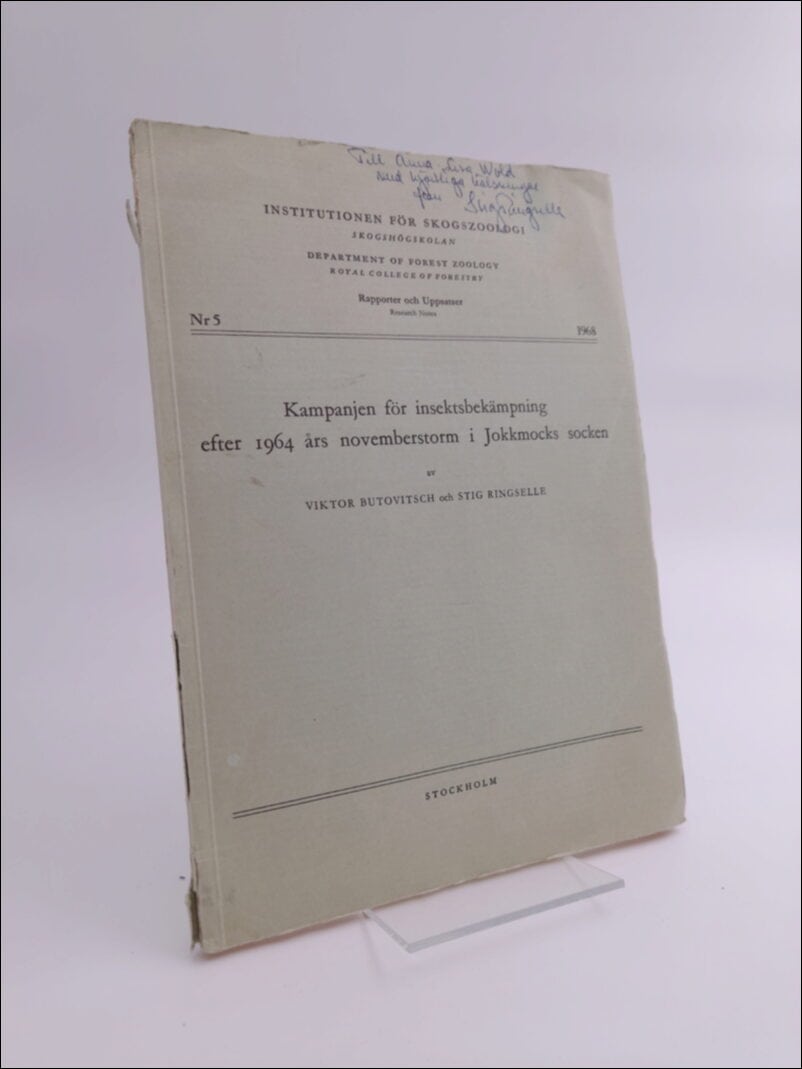 Till Anna-Lisa Wold
med hjärtliga hälsningar
från Stig Ringselle
INSTITUTIONEN FÖR SKOGSZOOLOGI
SKOGSHÖGSKOLAN
DEPARTMENT OF FOREST ZOOLOGY
ROYAL COLLEGE OF FORESTRY
Rapporter och Uppsatser
Research Notes
Nr 5 1968
Kampanjen för insektsbekämpning
efter 1964 års novemberstorm i Jokkmocks socken
av
VIKTOR BUTOVITSCH och STIG RINGSELLE
STOCKHOLM